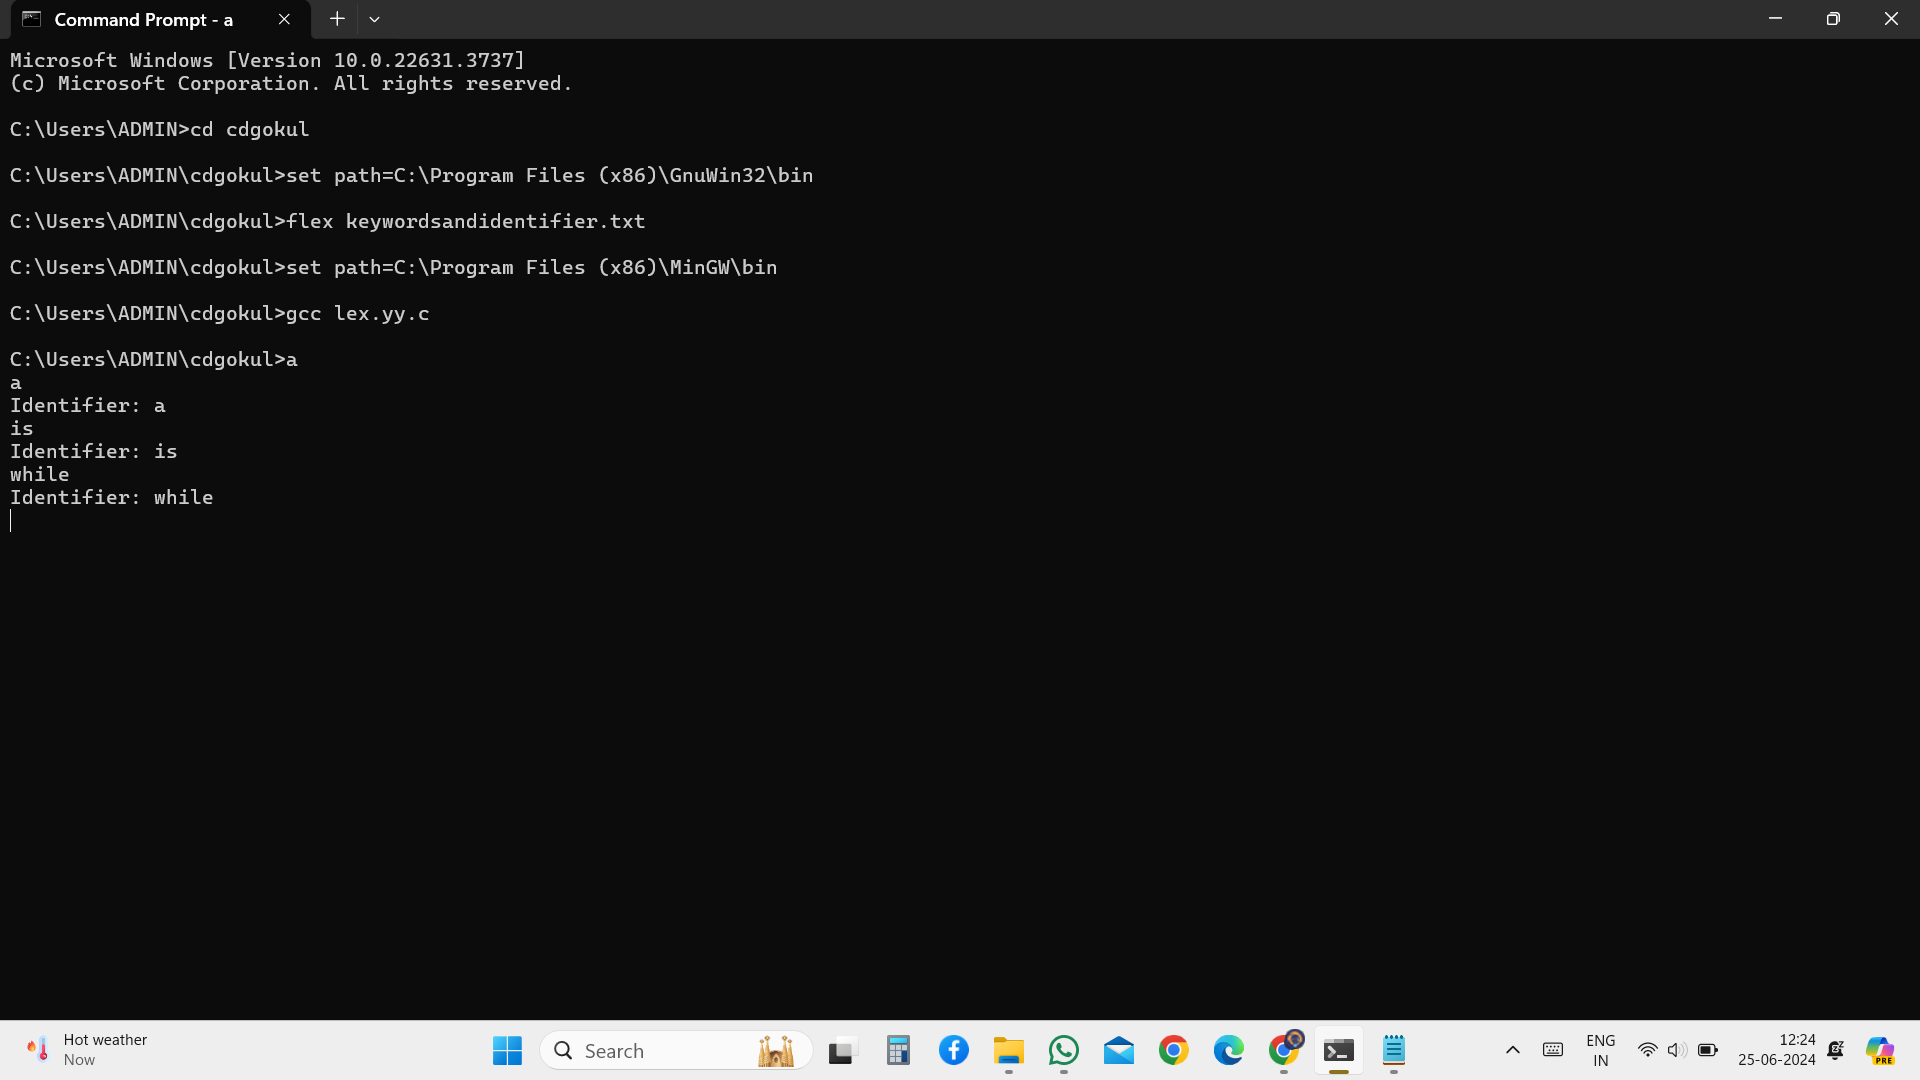 Command Prompt - a
Microsoft Windows [Version 10.0.22631.3737]
(c) Microsoft Corporation. All rights reserved.
C:\Users\ADMIN>cd cdgokul
C:\Users\ADMIN\cdgokul>set path=C:\Program Files (x86)\GnuWin32\bin
C:\Users\ADMIN\cdgokul>flex keywordsandidentifier.txt
C:\Users\ADMIN\cdgokul>set path=C:\Program Files (x86)\MinGW\bin
C:\Users\ADMIN\cdgokul>gcc lex.yy.c
C:\Users\ADMIN\cdgokul>a
a
Identifier: a
is
Identifier: is
while
Identifier: while
Hot weather
Now
Search
ENG
IN
12:24
25-06-2024
PRE